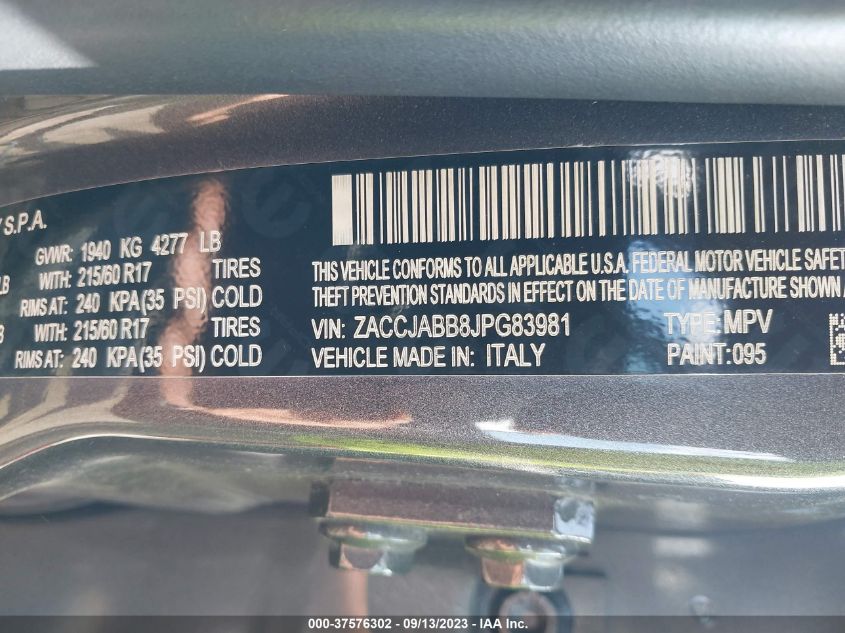 S.P.A.
GVWR: 1940 KG 4277 LB
WITH: 215/60 R17 TIRES
RIMS AT: 240 KPA(35 PSI) COLD
WITH: 215/60 R17 TIRES
RIMS AT: 240 KPA(35 PSI) COLD
LB
THIS VEHICLE CONFORMS TO ALL APPLICABLE U.S.A. FEDERAL MOTOR VEHICLE SAFET
THEFT PREVENTION STANDARDS IN EFFECT ON THE DATE OF MANUFACTURE SHOWN
VIN: ZACCJABB8JPG83981 TYPE: MPV
VEHICLE MADE IN: ITALY PAINT: 095
000-37576302 - 09/13/2023 - IAA Inc.